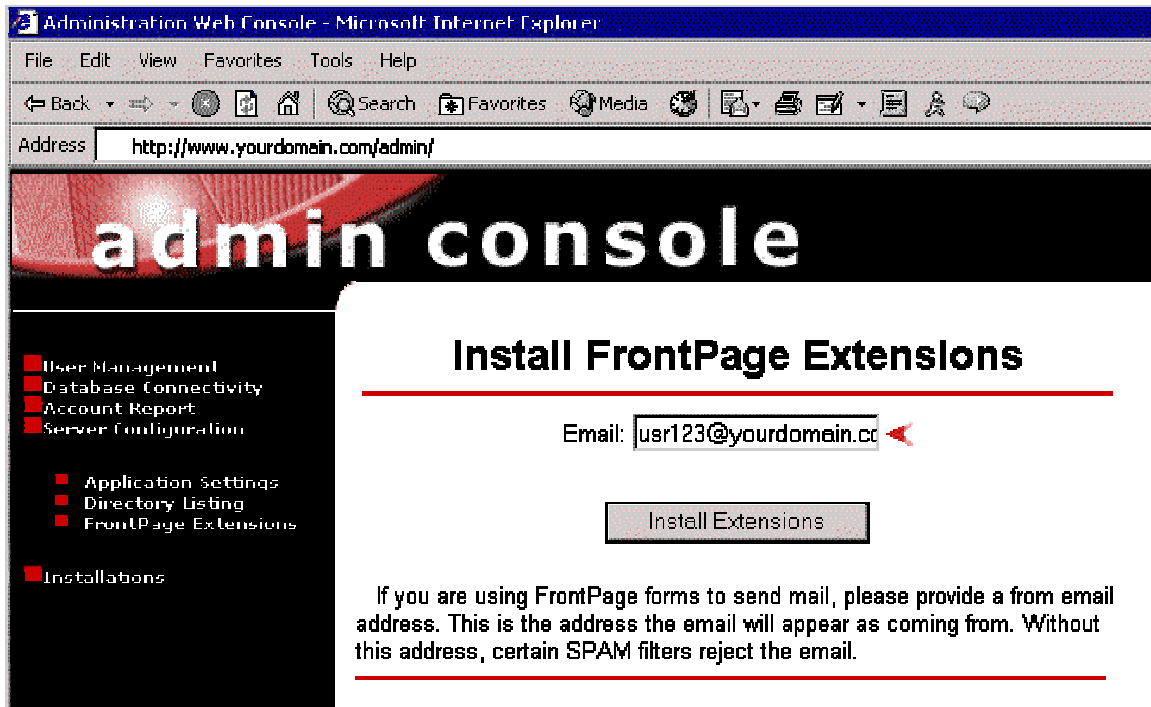 Administration Web Console - Microsoft Internet Explorer
File Edit View Favorites Tools Help
Back Search Favorites Media
Address http://www.yourdomain.com/admin/
admin console
Install FrontPage Extensions
User Management
Database Connectivity
Account Report
Server Configuration
Application Settings
Directory Listing
FrontPage Extensions
Installations
Email: usr123@yourdomain.cc
Install Extensions
If you are using FrontPage forms to send mail, please provide a from email
address. This is the address the email will appear as coming from. Without
this address, certain SPAM filters reject the email.